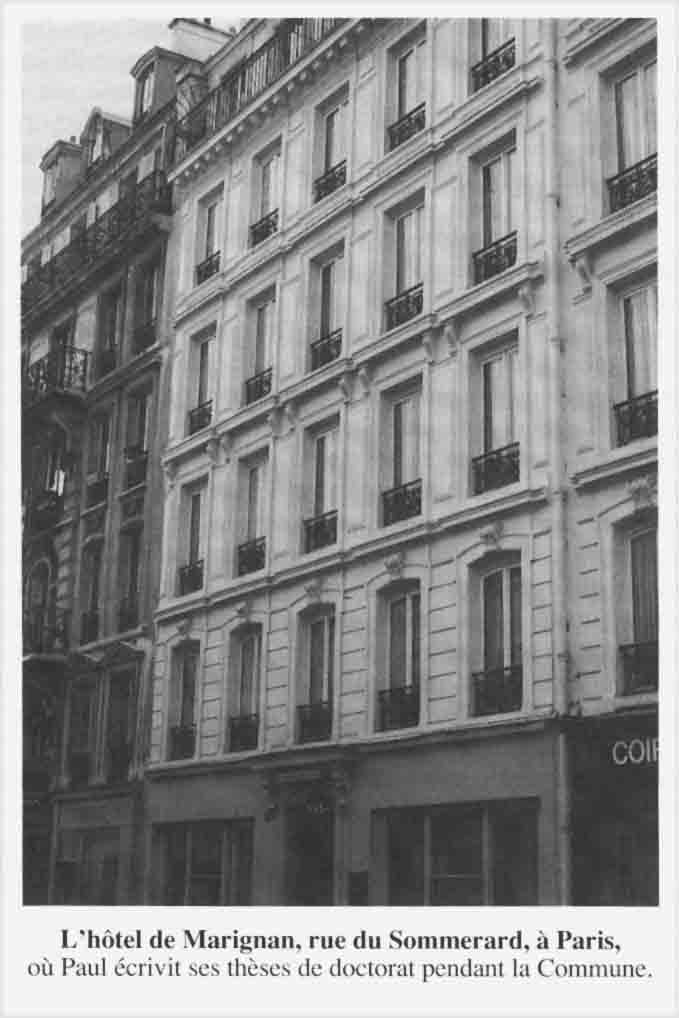 COIF
L'hôtel de Marignan, rue du Sommerard, à Paris,
où Paul écrivit ses thèses de doctorat pendant la Commune.